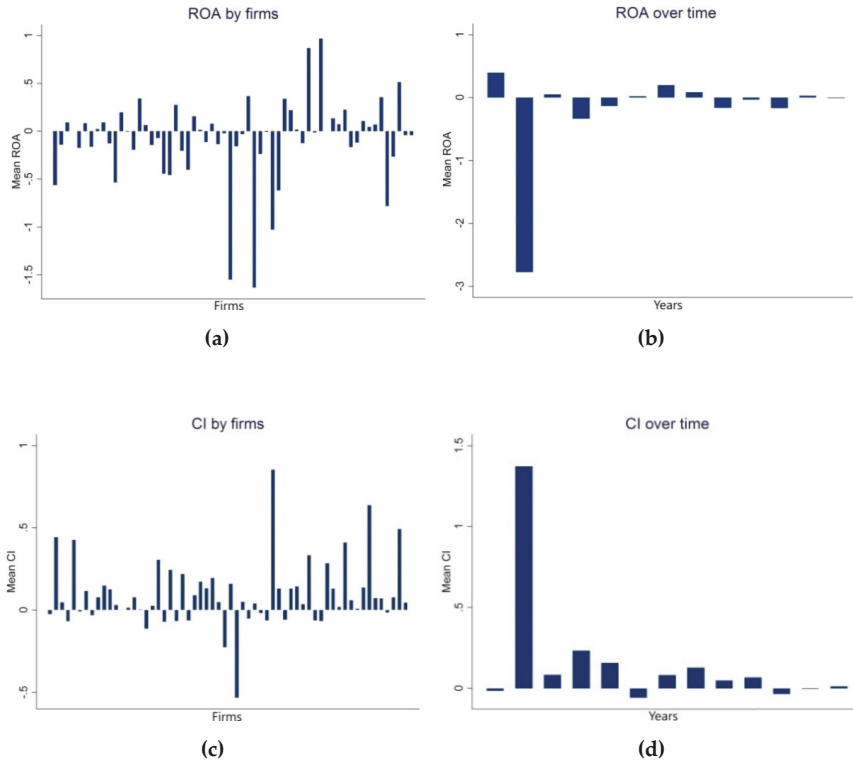 ROA by firms
1
.5
0
-.5
-1
-1.5
Mean ROA
Firms
(a)
ROA over time
1
0
-1
-2
-3
Mean ROA
Years
(b)
CI by firms
1
.5
0
-.5
Mean CI
Firms
(c)
CI over time
1.5
1
.5
0
Mean CI
Years
(d)